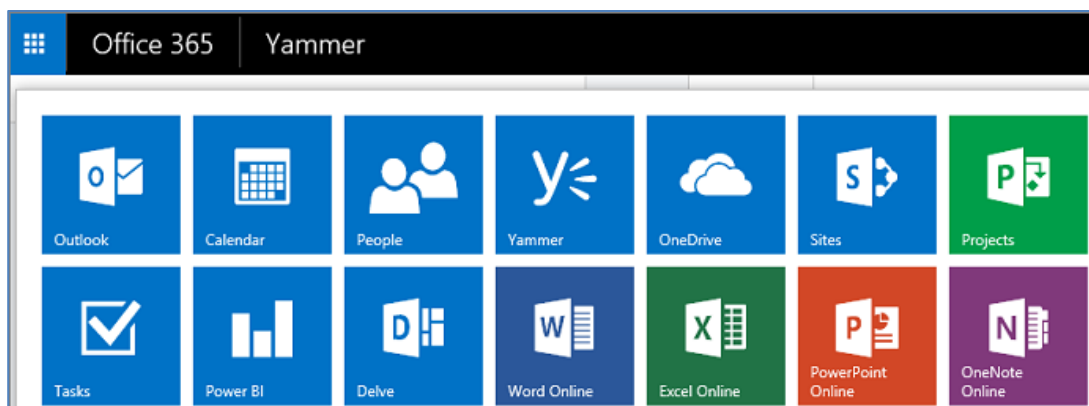 Office 365 Yammer
Outlook Calendar People Yammer OneDrive Sites Projects
Tasks Power BI Delve Word Online Excel Online PowerPoint Online OneNote Online